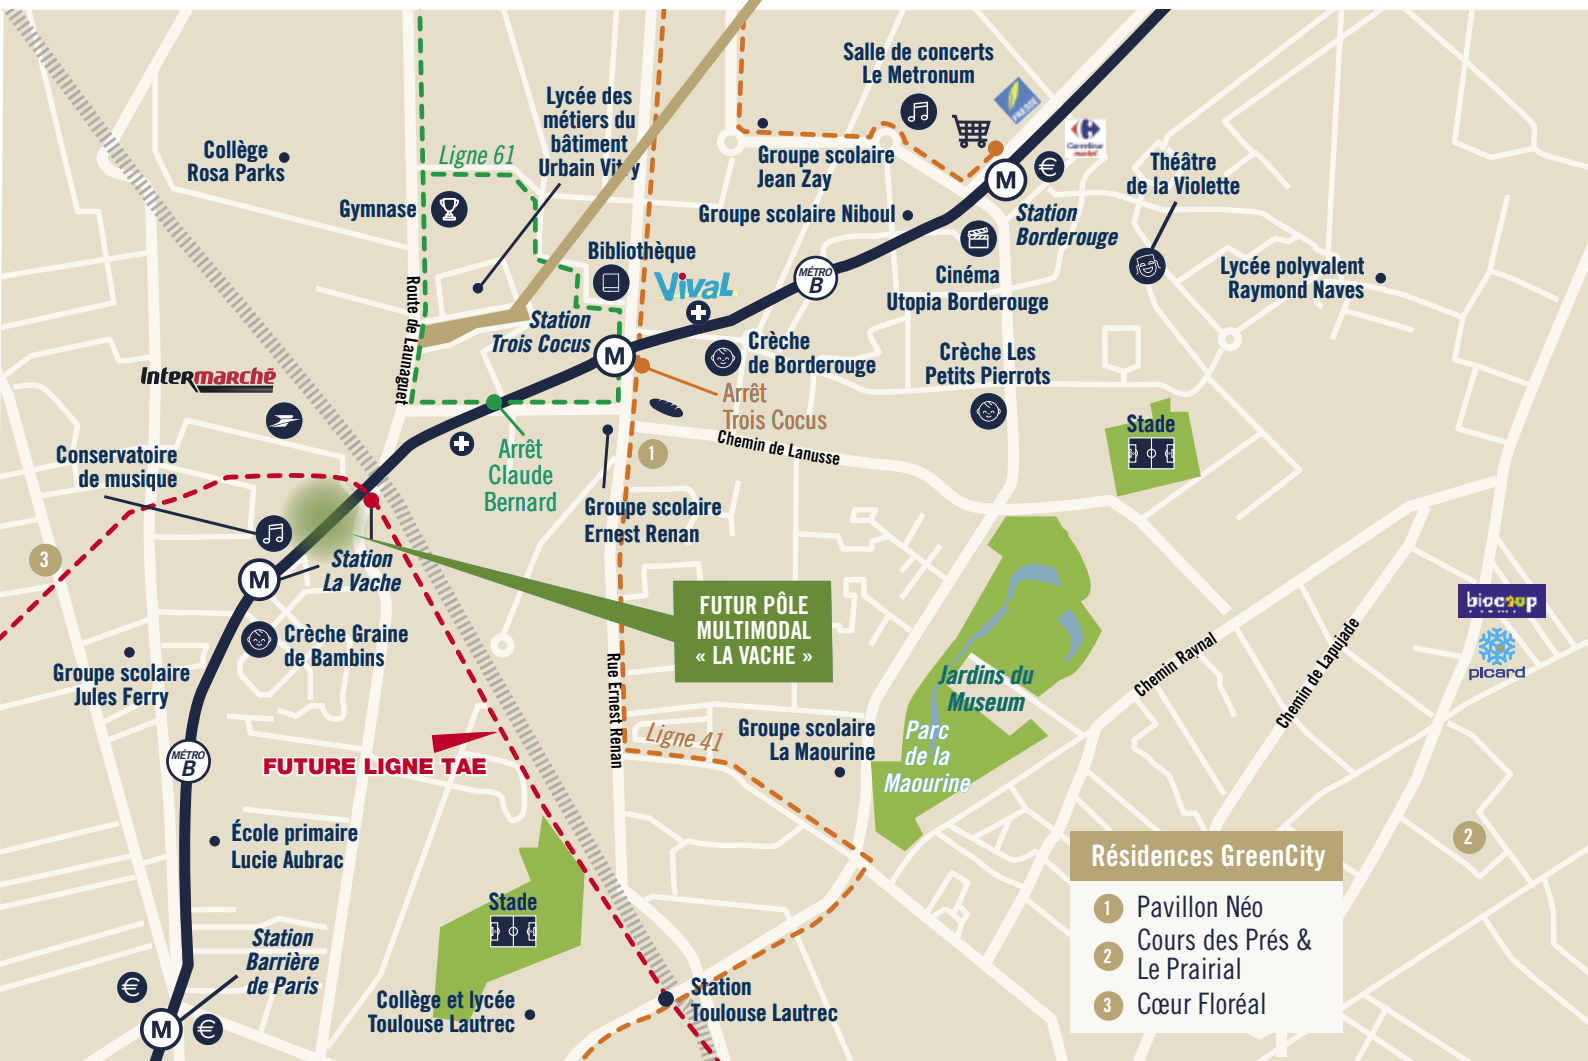 Salle de concerts
Le Metronum
PRESSE
Carrefour
market
Lycée des
métiers du
bâtiment
Urbain Vitry
Collège
Rosa Parks
Ligne 61
Groupe scolaire
Jean Zay
M
€
Théâtre
de la Violette
Gymnase
Groupe scolaire Niboul
Station
Borderouge
Bibliothèque
Vival
MÉTRO
B
Cinéma
Utopia Borderouge
Lycée polyvalent
Raymond Naves
Route de Launaguet
Station
Trois Cocus
M
Crèche
de Borderouge
Crèche Les
Petits Pierrots
Intermarché
Arrêt
Trois Cocus
Stade
Conservatoire
de musique
Arrêt
Claude
Bernard
1
Chemin de Lanusse
Groupe scolaire
Ernest Renan
3
Station
La Vache
M
FUTUR PÔLE
MULTIMODAL
« LA VACHE »
biocoop
picard
Crèche Graine
de Bambins
Groupe scolaire
Jules Ferry
Rue Ernest Renan
Jardins du
Museum
Chemin Raynal
Chemin de Lapujade
MÉTRO
B
FUTURE LIGNE TAE
Ligne 41
Groupe scolaire
La Maourine
Parc
de la
Maourine
École primaire
Lucie Aubrac
2
Stade
Station
Barrière
de Paris
€
M
€
Collège et lycée
Toulouse Lautrec
Station
Toulouse Lautrec
Résidences GreenCity
1 Pavillon Néo
2 Cours des Prés &
Le Prairial
3 Cœur Floréal